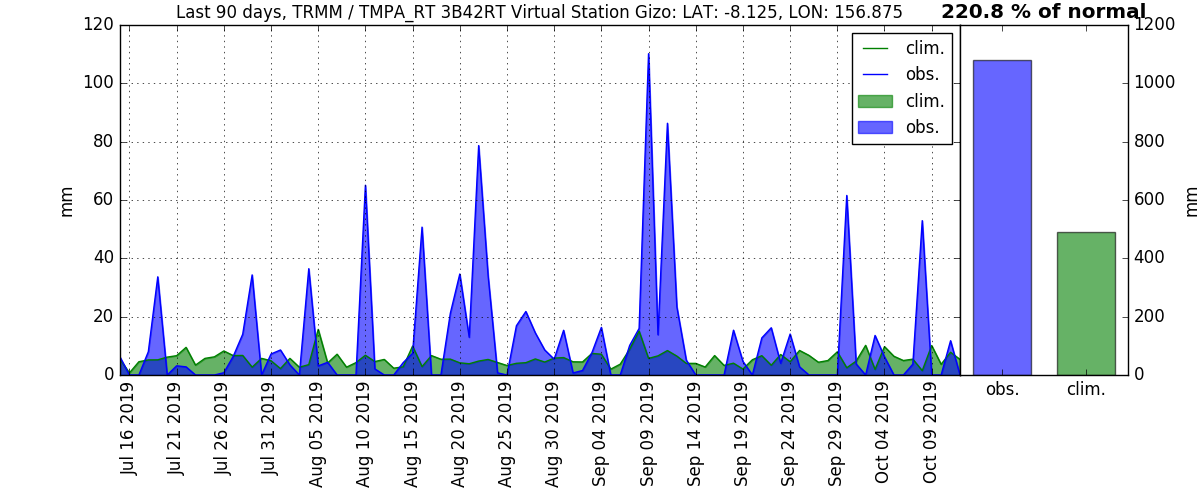 Last 90 days, TRMM / TMPA_RT 3B42RT Virtual Station Gizo: LAT: -8.125, LON: 156.875
220.8 % of normal
120
100
80
60
40
20
0
mm
clim.
obs.
clim.
obs.
1200
1000
800
600
400
200
0
mm
Jul 16 2019
Jul 21 2019
Jul 26 2019
Jul 31 2019
Aug 05 2019
Aug 10 2019
Aug 15 2019
Aug 20 2019
Aug 25 2019
Aug 30 2019
Sep 04 2019
Sep 09 2019
Sep 14 2019
Sep 19 2019
Sep 24 2019
Sep 29 2019
Oct 04 2019
Oct 09 2019
obs.
clim.